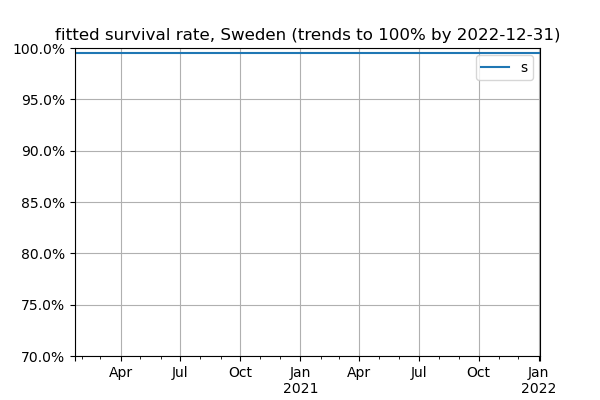 fitted survival rate, Sweden (trends to 100% by 2022-12-31)
100.0%
s
95.0%
90.0%
85.0%
80.0%
75.0%
70.0%
Apr Jul Oct Jan Apr Jul Oct Jan
2021 2022